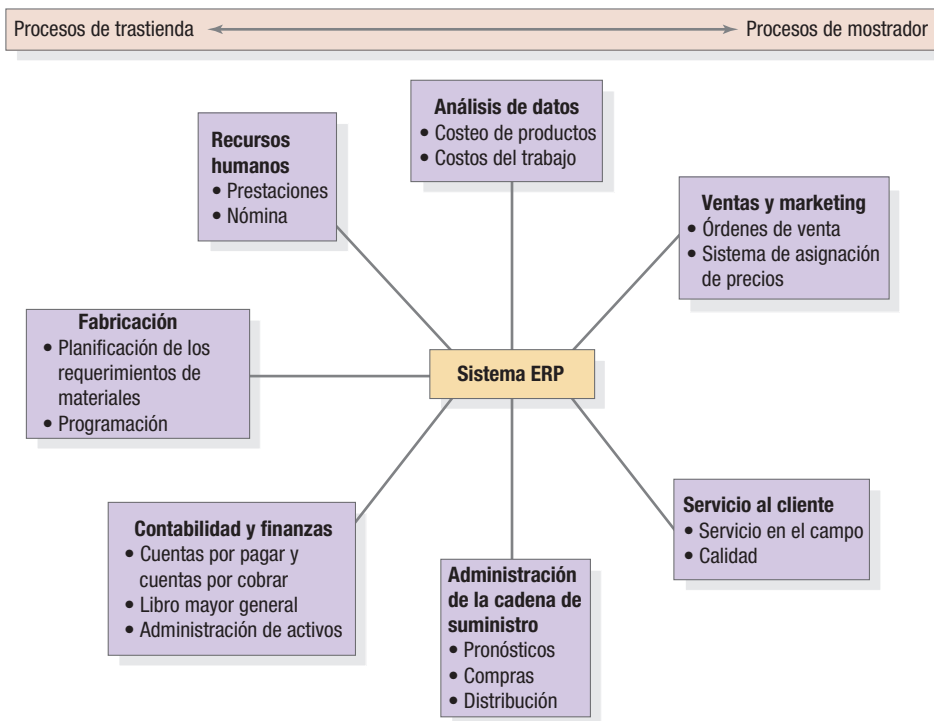 Procesos de trastienda
Procesos de mostrador
Análisis de datos
• Costeo de productos
• Costos del trabajo
Recursos
humanos
• Prestaciones
• Nómina
Ventas y marketing
• Órdenes de venta
• Sistema de asignación
de precios
Fabricación
• Planificación de los
requerimientos de
materiales
• Programación
Sistema ERP
Contabilidad y finanzas
• Cuentas por pagar y
cuentas por cobrar
• Libro mayor general
• Administración de activos
Administración
de la cadena de
suministro
• Pronósticos
• Compras
• Distribución
Servicio al cliente
• Servicio en el campo
• Calidad